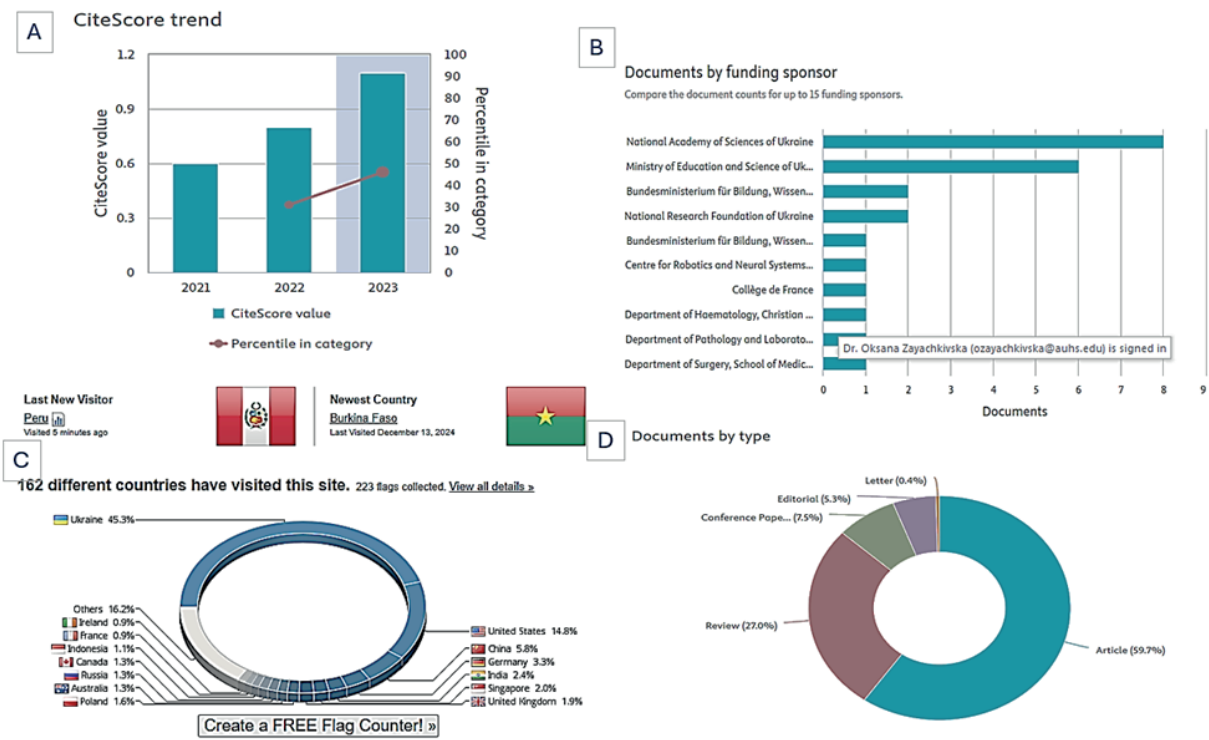 A
CiteScore trend
1.2
0.9
0.6
0.3
0
CiteScore value
100
90
80
70
60
50
40
30
20
10
0
Percentile in category
2021 2022 2023
CiteScore value
Percentile in category
B
Documents by funding sponsor
Compare the document counts for up to 15 funding sponsors.
National Academy of Sciences of Ukraine
Ministry of Education and Science of Uk...
Bundesministerium für Bildung, Wissen...
National Research Foundation of Ukraine
Bundesministerium für Bildung, Wissen...
Centre for Robotics and Neural Systems...
Collège de France
Department of Haematology, Christian ...
Department of Pathology and Laborato...
Dr. Oksana Zayachkivska (ozayachkivska@auhs.edu) is signed in
Department of Surgery, School of Medic...
0 1 2 3 4 5 6 7 8 9
Documents
Last New Visitor
Peru
Visited 5 minutes ago
Newest Country
Burkina Faso
Last Visited December 13, 2024
C
162 different countries have visited this site. 223 flags collected. View all details »
Ukraine 45.3%
Others 16.2%
Ireland 0.9%
France 0.9%
Indonesia 1.1%
Canada 1.3%
Russia 1.3%
Australia 1.3%
Poland 1.6%
United States 14.8%
China 5.8%
Germany 3.3%
India 2.4%
Singapore 2.0%
United Kingdom 1.9%
Create a FREE Flag Counter! »
D
Documents by type
Letter (0.4%)
Editorial (5.3%)
Conference Pape... (7.5%)
Review (27.0%)
Article (59.7%)